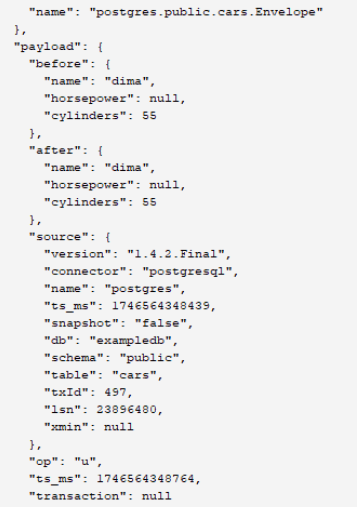 "name": "postgres.public.cars.Envelope"
},
"payload": {
"before": {
"name": "dima",
"horsepower": null,
"cylinders": 55
},
"after": {
"name": "dima",
"horsepower": null,
"cylinders": 55
},
"source": {
"version": "1.4.2.Final",
"connector": "postgresql",
"name": "postgres",
"ts_ms": 1746564348439,
"snapshot": "false",
"db": "exampledb",
"schema": "public",
"table": "cars",
"txId": 497,
"lsn": 23896480,
"xmin": null
},
"op": "u",
"ts_ms": 1746564348764,
"transaction": null